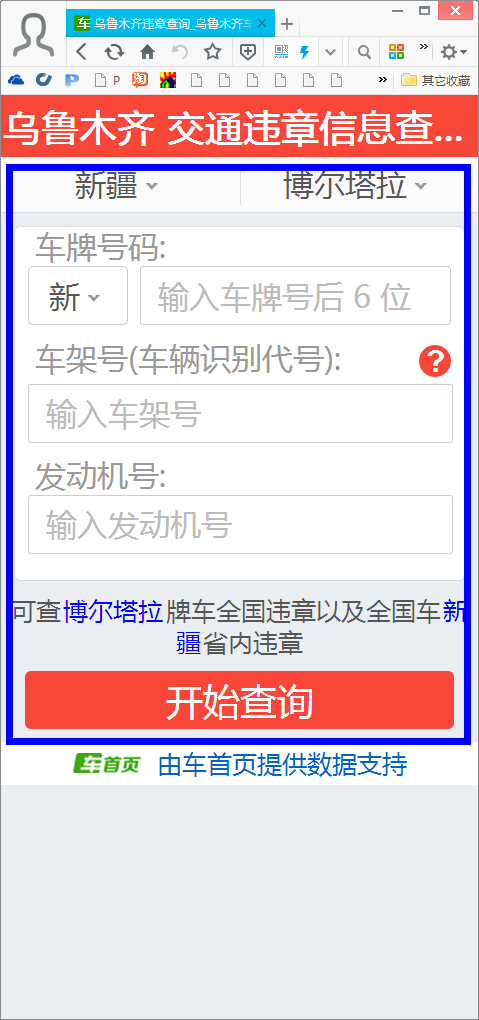 车 乌鲁木齐违章查询_乌鲁木齐车
P
淘
其它收藏
乌鲁木齐 交通违章信息查...
新疆 博尔塔拉
车牌号码:
新 输入车牌号后 6 位
车架号(车辆识别代号): ?
输入车架号
发动机号:
输入发动机号
可查博尔塔拉牌车全国违章以及全国车新
疆省内违章
开始查询
车首页 由车首页提供数据支持